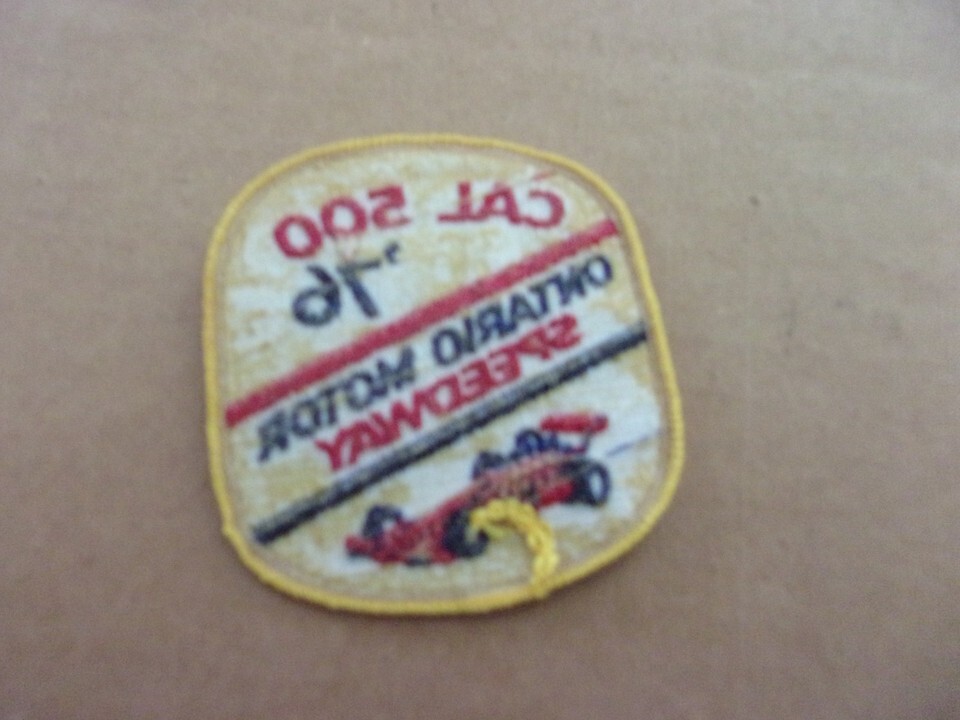 CAL 500
'76
ONTARIO MOTOR
SPEEDWAY